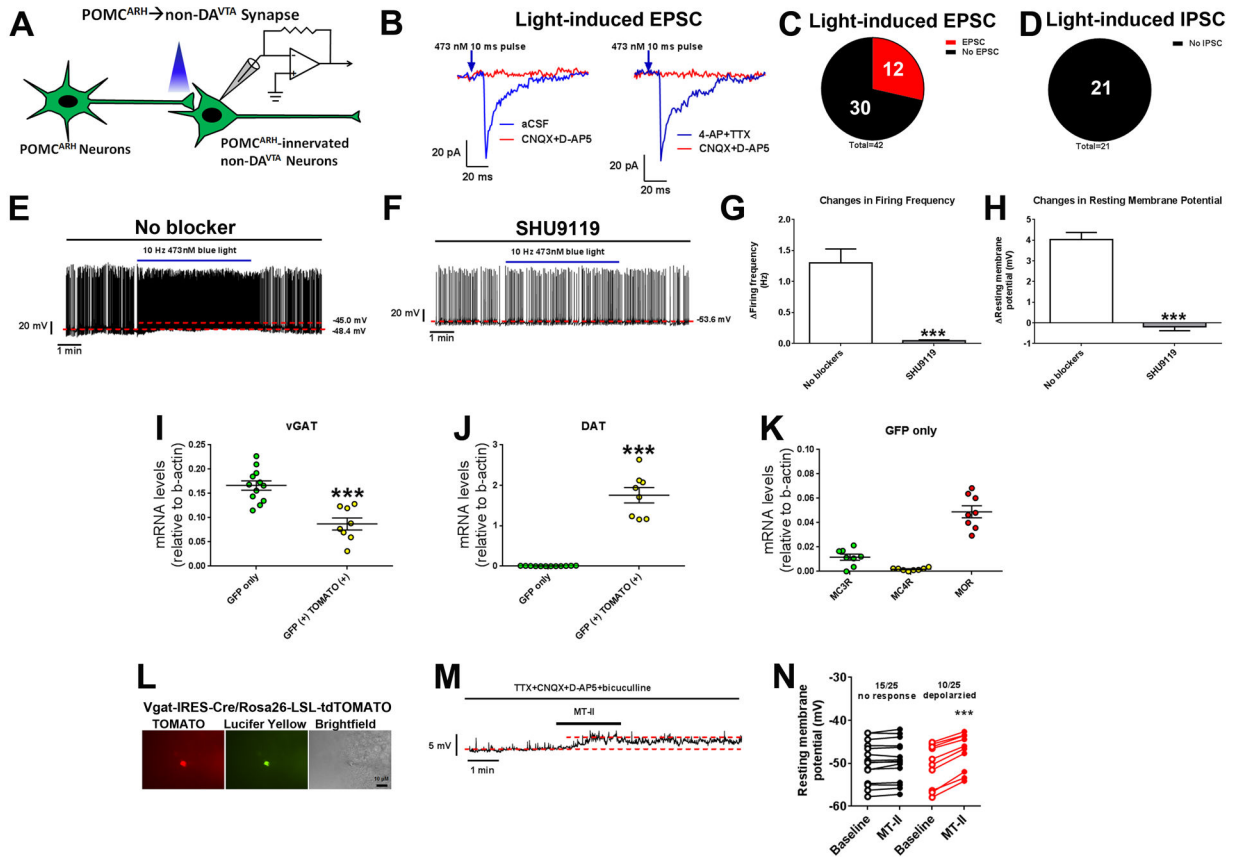 A
POMCARH→non-DAVTA Synapse
POMCARH Neurons
POMCARH-innervated
non-DAVTA Neurons
B
Light-induced EPSC
473 nM 10 ms pulse
aCSF
CNQX+D-AP5
20 pA
20 ms
473 nM 10 ms pulse
4-AP+TTX
CNQX+D-AP5
20 pA
20 ms
C
Light-induced EPSC
EPSC
No EPSC
12
30
Total=42
D
Light-induced IPSC
No IPSC
21
Total=21
E
No blocker
10 Hz 473nM blue light
-45.0 mV
-48.4 mV
20 mV
1 min
F
SHU9119
10 Hz 473nM blue light
-53.6 mV
20 mV
1 min
G
Changes in Firing Frequency
ΔFiring frequency
(Hz)
2.0
1.5
1.0
0.5
0.0
***
No blockers
SHU9119
H
Changes in Resting Membrane Potential
ΔResting membrane
potential (mV)
5
4
3
2
1
0
-1
***
No blockers
SHU9119
I
vGAT
mRNA levels
(relative to b-actin)
0.25
0.20
0.15
0.10
0.05
0.00
***
GFP only
GFP (+) TOMATO (+)
J
DAT
mRNA levels
(relative to b-actin)
3
2
1
0
***
GFP only
GFP (+) TOMATO (+)
K
GFP only
mRNA levels
(relative to b-actin)
0.10
0.08
0.06
0.04
0.02
0.00
MC3R
MC4R
MOR
L
Vgat-IRES-Cre/Rosa26-LSL-tdTOMATO
TOMATO
Lucifer Yellow
Brightfield
10 µM
M
TTX+CNQX+D-AP5+bicuculline
MT-II
5 mV
1 min
N
Resting membrane
potential (mV)
-30
-40
-50
-60
15/25
no response
10/25
depolarzied
***
Baseline
MT-II
Baseline
MT-II